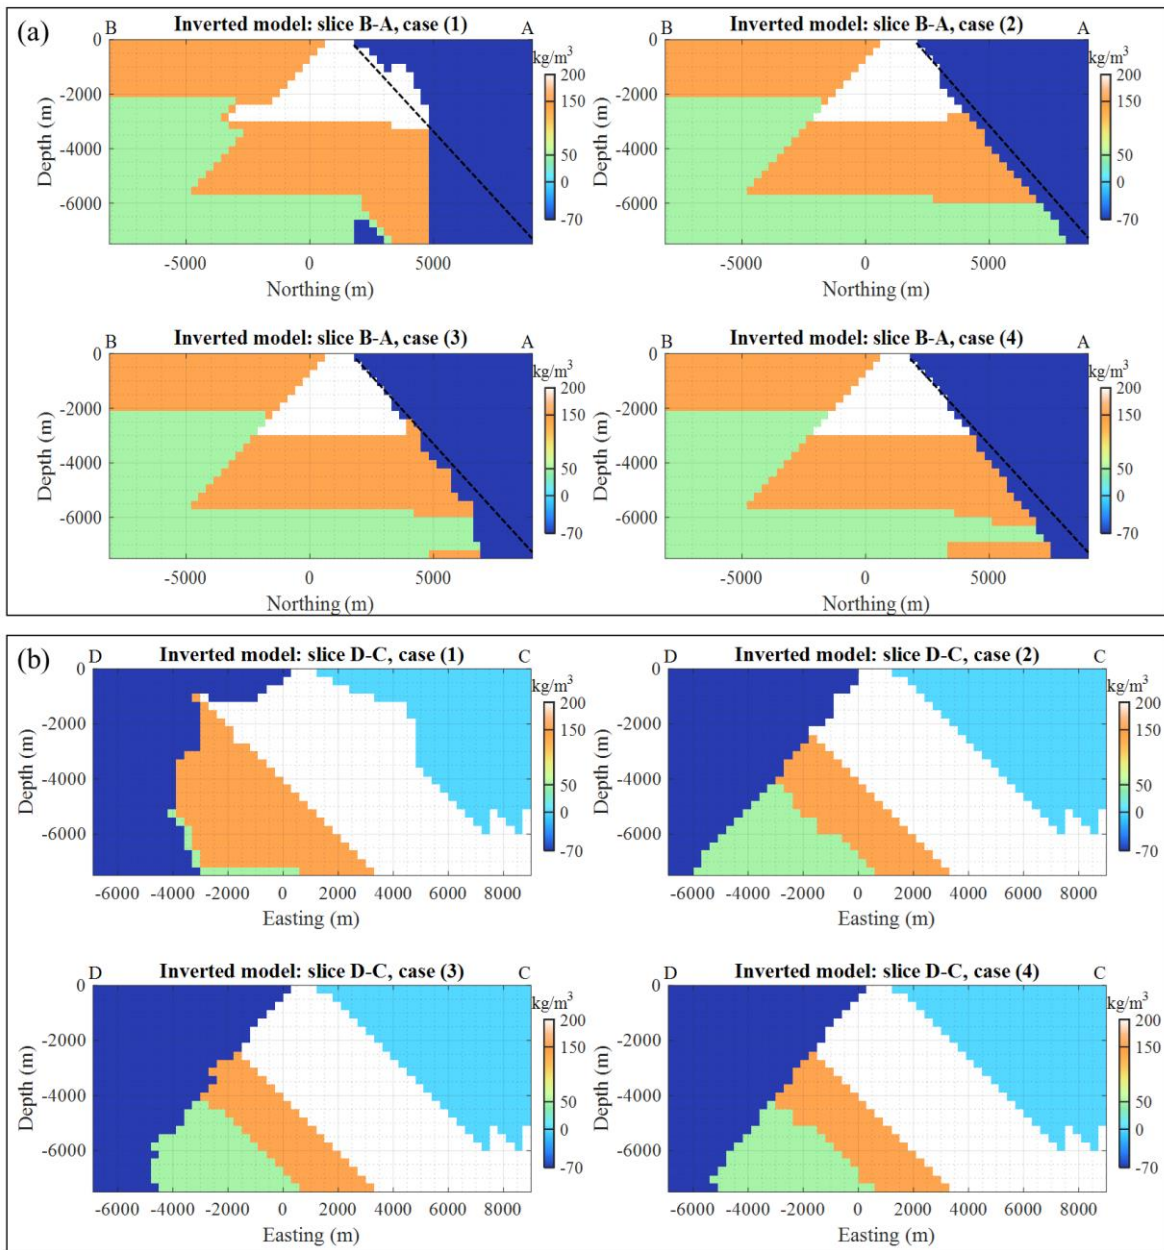 (a)
B Inverted model: slice B-A, case (1) A
kg/m³
0
-2000
-4000
-6000
Depth (m)
200
150
50
0
-70
-5000 0 5000
Northing (m)
B Inverted model: slice B-A, case (2) A
kg/m³
0
-2000
-4000
-6000
Depth (m)
200
150
50
0
-70
-5000 0 5000
Northing (m)
B Inverted model: slice B-A, case (3) A
kg/m³
0
-2000
-4000
-6000
Depth (m)
200
150
50
0
-70
-5000 0 5000
Northing (m)
B Inverted model: slice B-A, case (4) A
kg/m³
0
-2000
-4000
-6000
Depth (m)
200
150
50
0
-70
-5000 0 5000
Northing (m)
(b)
D Inverted model: slice D-C, case (1) C
kg/m³
0
-2000
-4000
-6000
Depth (m)
200
150
50
0
-70
-6000 -4000 -2000 0 2000 4000 6000 8000
Easting (m)
D Inverted model: slice D-C, case (2) C
kg/m³
0
-2000
-4000
-6000
Depth (m)
200
150
50
0
-70
-6000 -4000 -2000 0 2000 4000 6000 8000
Easting (m)
D Inverted model: slice D-C, case (3) C
kg/m³
0
-2000
-4000
-6000
Depth (m)
200
150
50
0
-70
-6000 -4000 -2000 0 2000 4000 6000 8000
Easting (m)
D Inverted model: slice D-C, case (4) C
kg/m³
0
-2000
-4000
-6000
Depth (m)
200
150
50
0
-70
-6000 -4000 -2000 0 2000 4000 6000 8000
Easting (m)